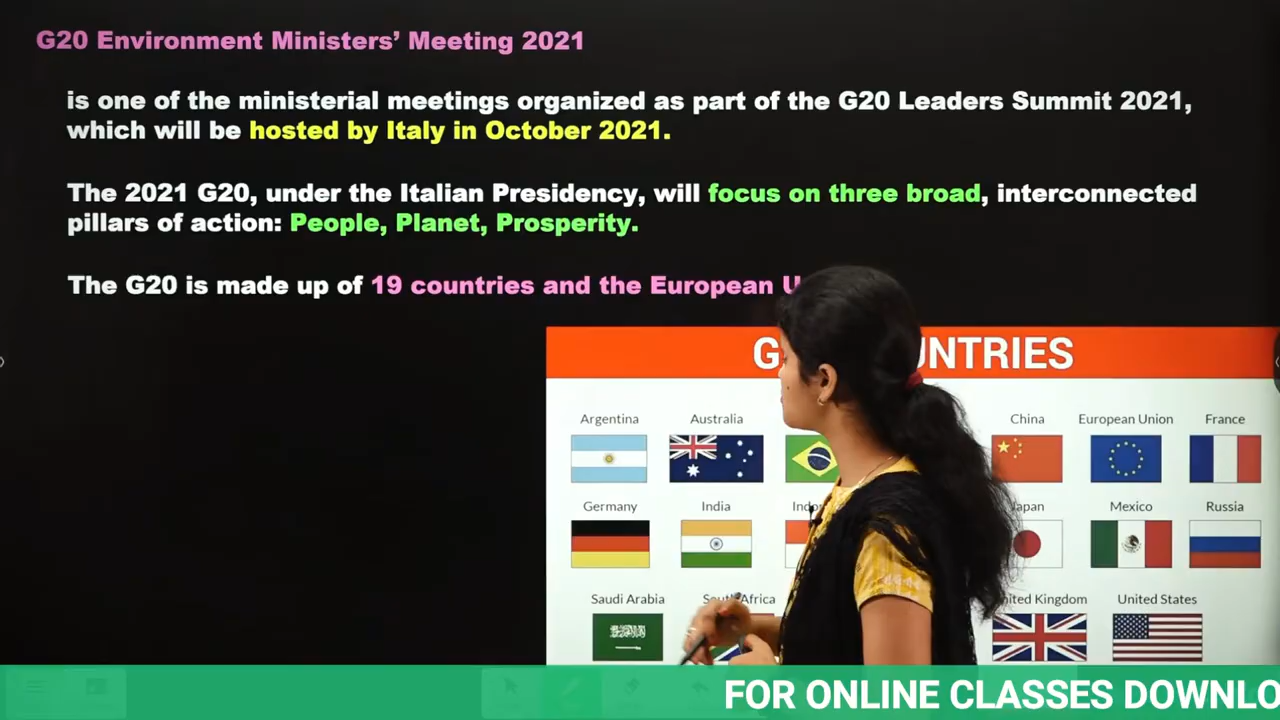 G20 Environment Ministers’ Meeting 2021
is one of the ministerial meetings organized as part of the G20 Leaders Summit 2021,
which will be hosted by Italy in October 2021.
The 2021 G20, under the Italian Presidency, will focus on three broad, interconnected
pillars of action: People, Planet, Prosperity.
The G20 is made up of 19 countries and the European
Argentina Australia China European Union France
Germany India Mexico Russia
Saudi Arabia Kingdom United States
FOR ONLINE CLASSES